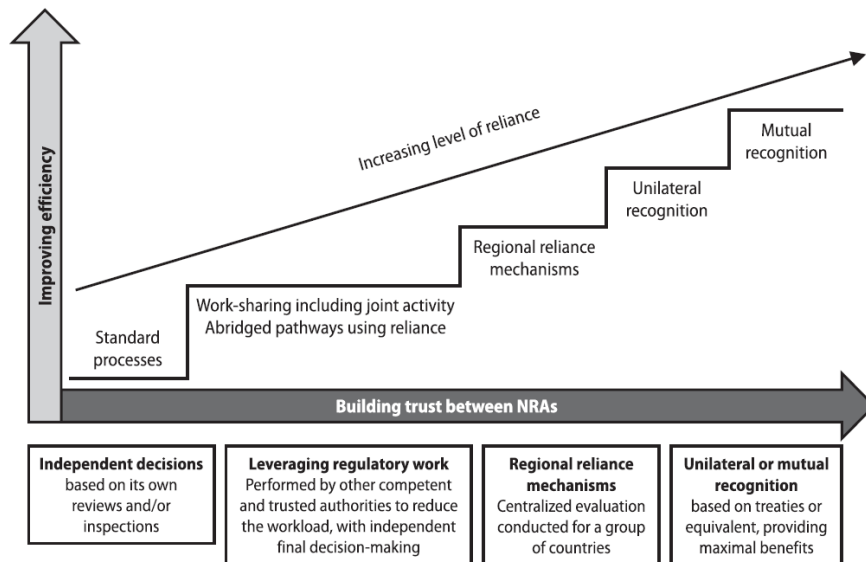 Improving efficiency
Increasing level of reliance
Mutual
recognition
Unilateral
recognition
Regional reliance
mechanisms
Work-sharing including joint activity
Abridged pathways using reliance
Standard
processes
Building trust between NRAs
Independent decisions
based on its own
reviews and/or
inspections
Leveraging regulatory work
Performed by other competent
and trusted authorities to reduce
the workload, with independent
final decision-making
Regional reliance
mechanisms
Centralized evaluation
conducted for a group
of countries
Unilateral or mutual
recognition
based on treaties or
equivalent, providing
maximal benefits